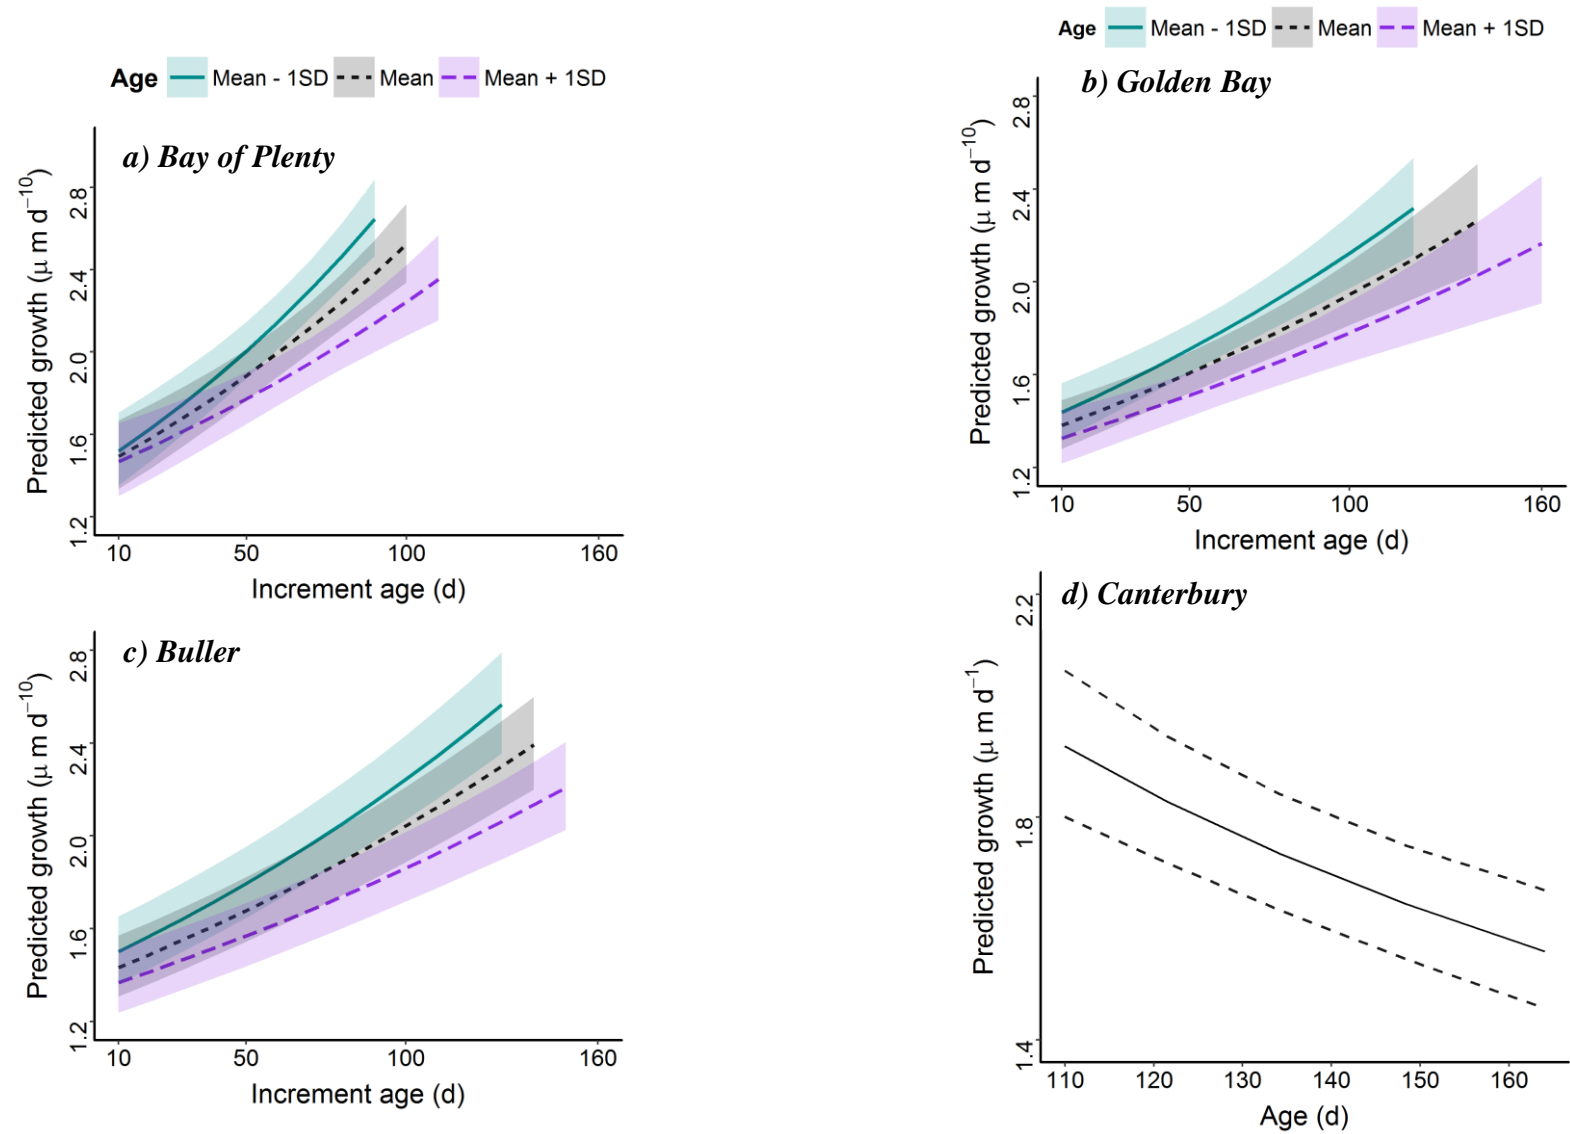 Age Mean - 1SD Mean Mean + 1SD
a) Bay of Plenty
Predicted growth (μ m d⁻¹⁰)
2.8
2.4
2.0
1.6
1.2
10 50 100 160
Increment age (d)
Age Mean - 1SD Mean Mean + 1SD
b) Golden Bay
Predicted growth (μ m d⁻¹⁰)
2.8
2.4
2.0
1.6
1.2
10 50 100 160
Increment age (d)
c) Buller
Predicted growth (μ m d⁻¹⁰)
2.8
2.4
2.0
1.6
1.2
10 50 100 160
Increment age (d)
d) Canterbury
Predicted growth (μ m d⁻¹)
2.2
1.8
1.4
110 120 130 140 150 160
Age (d)